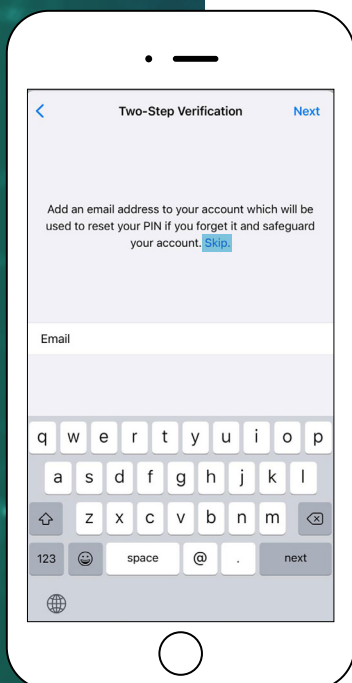 Two-Step Verification Next
Add an email address to your account which will be
used to reset your PIN if you forget it and safeguard
your account. Skip.
Email
q w e r t y u i o p
a s d f g h j k l
z x c v b n m
123 space @ . next